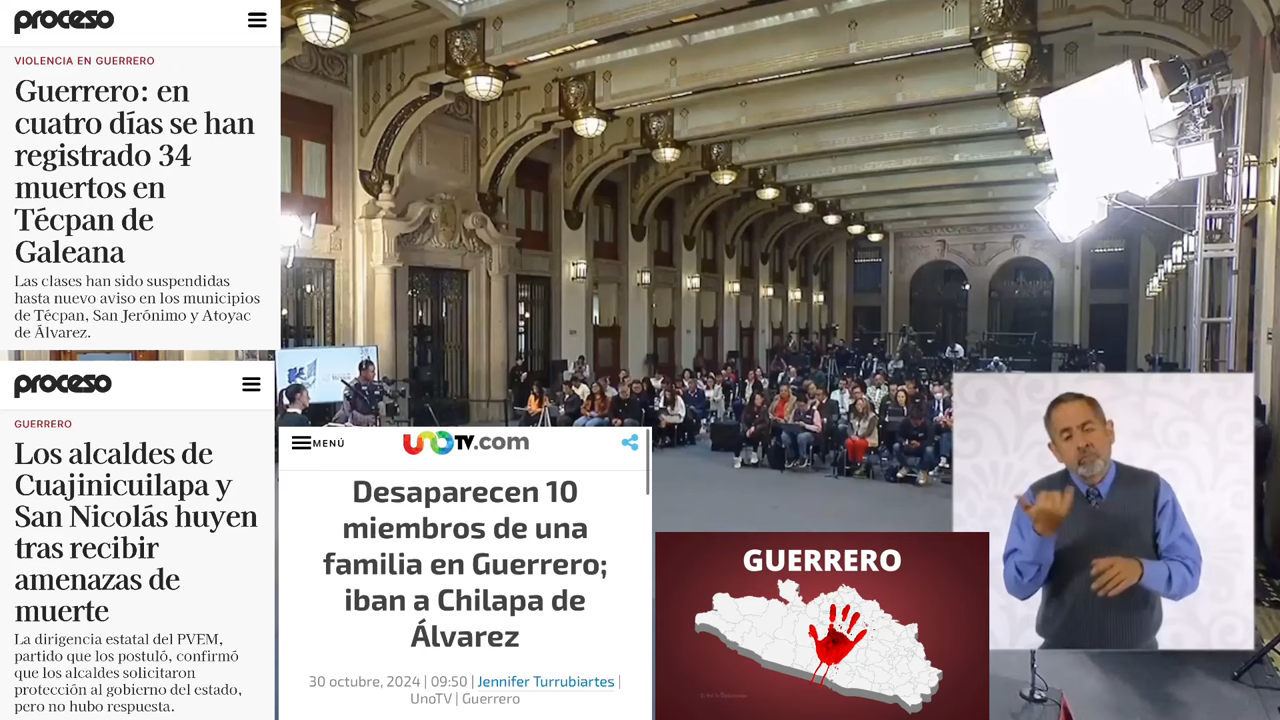 proceso
VIOLENCIA EN GUERRERO
Guerrero: en
cuatro días se han
registrado 34
muertos en
Técpan de
Galeana
Las clases han sido suspendidas
hasta nuevo aviso en los municipios
de Técpan, San Jerónimo y Atoyac
de Álvarez.
proceso
GUERRERO
Los alcaldes de
Cuajinicuilapa y
San Nicolás huyen
tras recibir
amenazas de
muerte
La dirigencia estatal del PVEM,
partido que los postuló, confirmó
que los alcaldes solicitaron
protección al gobierno del estado,
pero no hubo respuesta.
MENÚ
UNOTV.com
Desaparecen 10
miembros de una
familia en Guerrero;
iban a Chilapa de
Álvarez
30 octubre, 2024 | 09:50 | Jennifer Turrubiartes |
UnoTV | Guerrero
GUERRERO